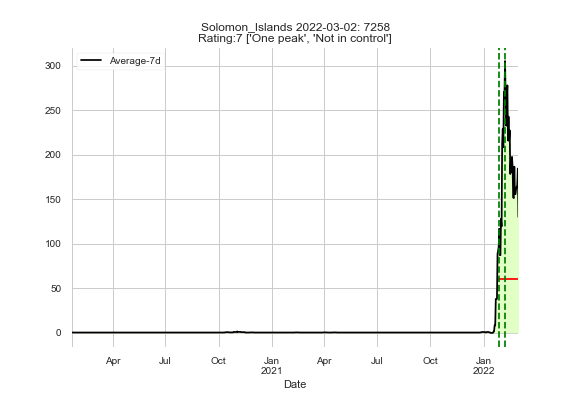 Solomon_Islands 2022-03-02: 7258
Rating:7 ['One peak', 'Not in control']
Average-7d
300
250
200
150
100
50
0
Apr Jul Oct Jan Apr Jul Oct Jan
2021 2022
Date